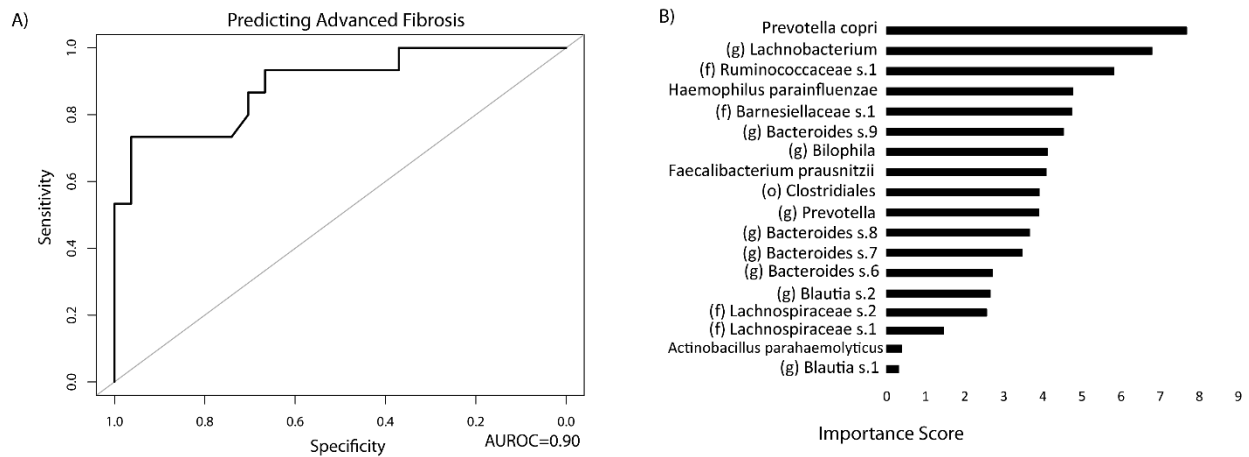 A)
Predicting Advanced Fibrosis
Sensitivity
1.0
0.8
0.6
0.4
0.2
0.0
1.0 0.8 0.6 0.4 0.2 0.0
Specificity
AUROC=0.90
B)
Prevotella copri
(g) Lachnobacterium
(f) Ruminococcaceae s.1
Haemophilus parainfluenzae
(f) Barnesiellaceae s.1
(g) Bacteroides s.9
(g) Bilophila
Faecalibacterium prausnitzii
(o) Clostridiales
(g) Prevotella
(g) Bacteroides s.8
(g) Bacteroides s.7
(g) Bacteroides s.6
(g) Blautia s.2
(f) Lachnospiraceae s.2
(f) Lachnospiraceae s.1
Actinobacillus parahaemolyticus
(g) Blautia s.1
0 1 2 3 4 5 6 7 8 9
Importance Score